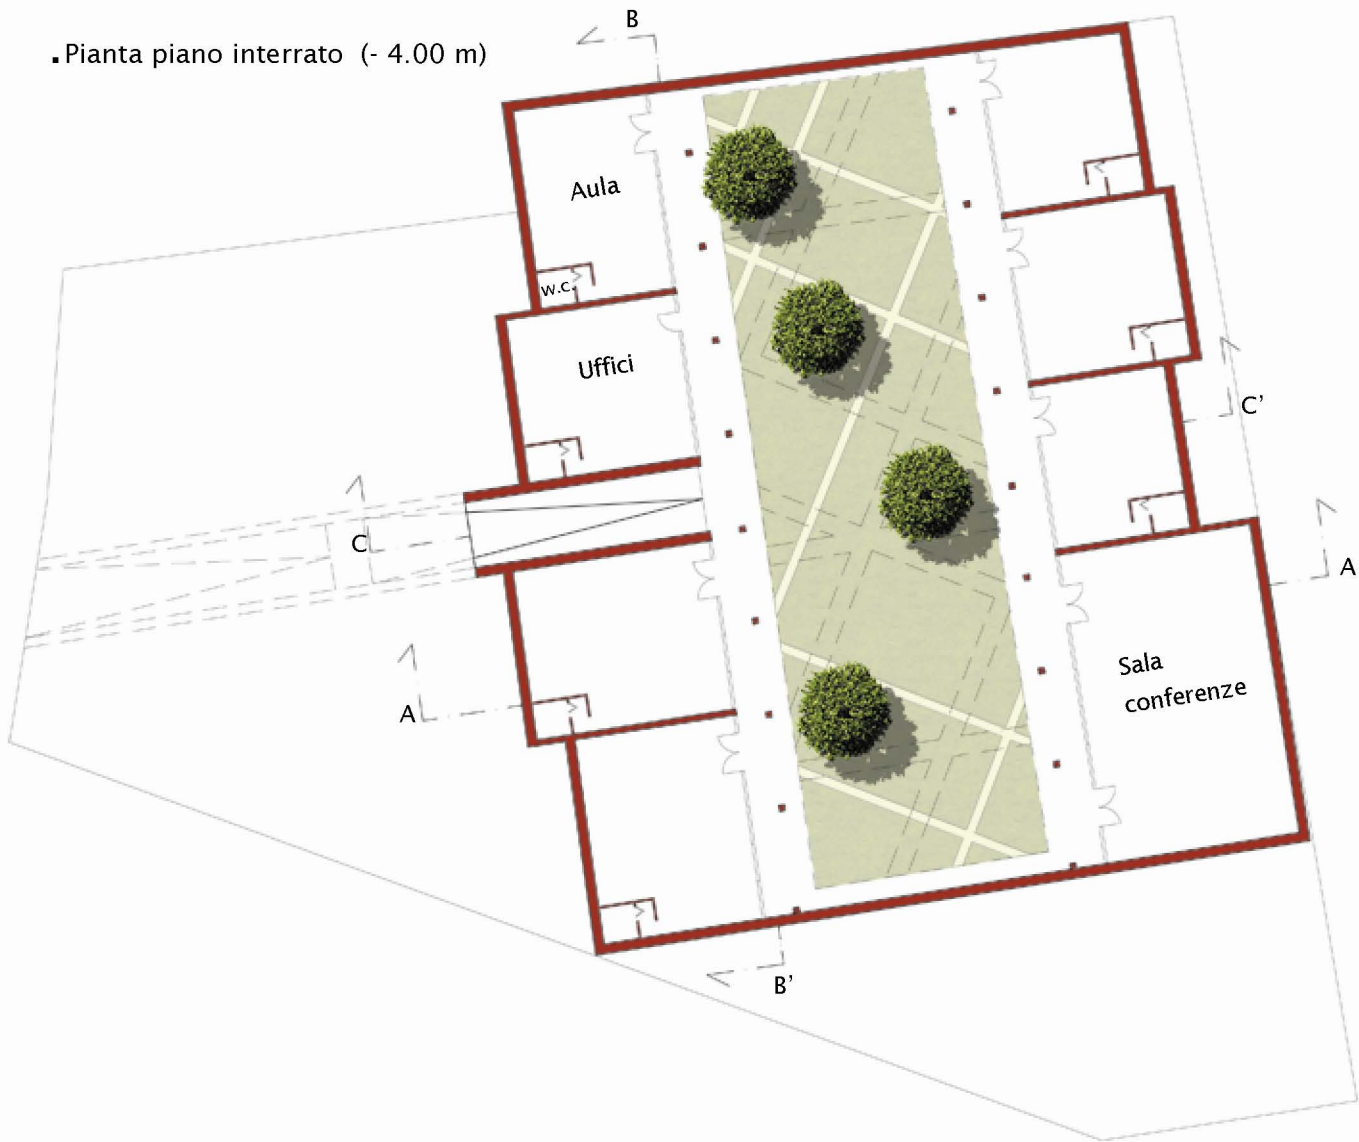 . Pianta piano interrato (- 4.00 m)
B
Aula
w.c.
Uffici
C'
C
A
Sala
conferenze
A
B'